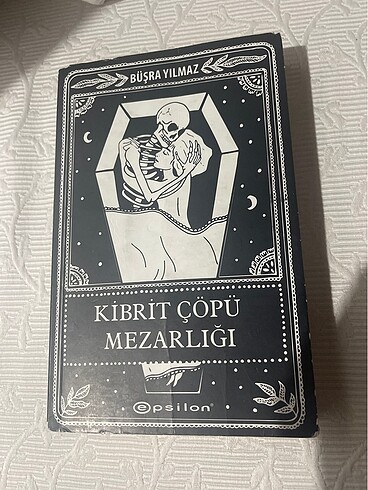 BÜŞRA YILMAZ
KİBRİT ÇÖPÜ
MEZARLIĞI
epsilon